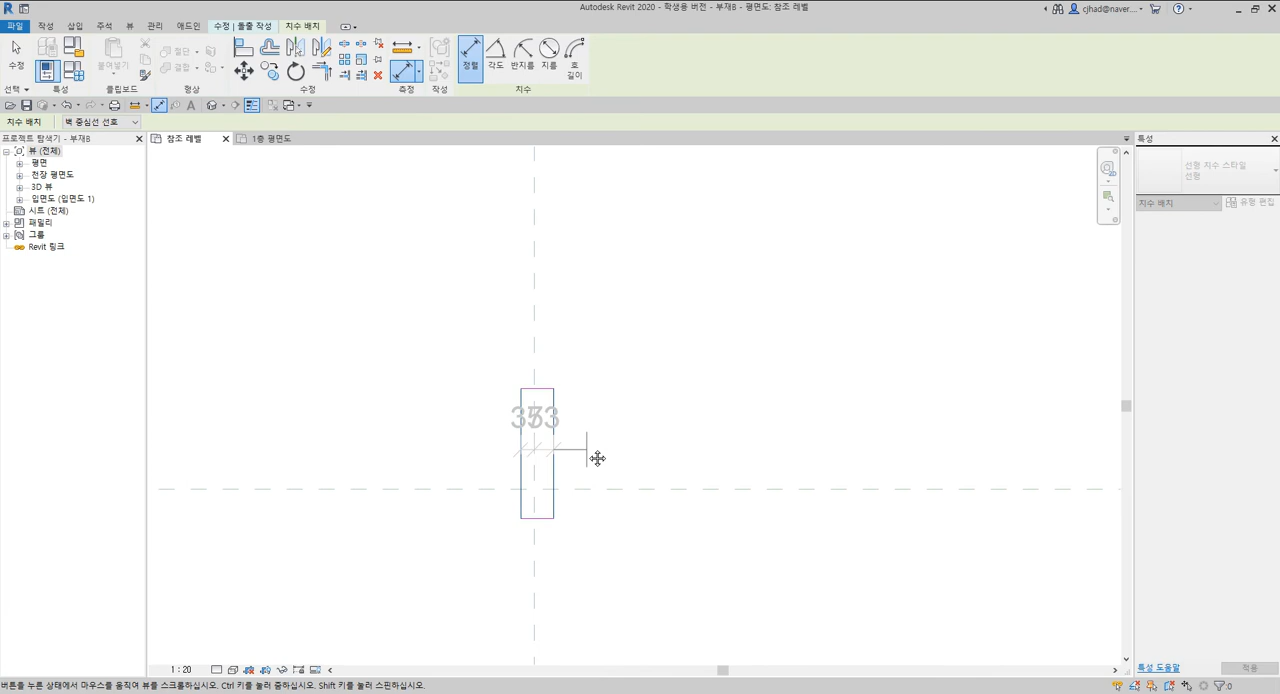 Autodesk Revit 2020 - 학생용 버전 - 부재B - 평면도: 참조 레벨
cjhad@naver....
파일 작성 삽입 주석 뷰 관리 애드인 수정 | 돌출 작성 치수 배치
수정 붙여넣기 절단 결합 정렬 각도 반지름 지름 호 길이
선택 특성 클립보드 형상 수정 측정 작성 치수
치수 배치 벽 중심선 선호
프로젝트 탐색기 - 부재B
참조 레벨 1층 평면도
특성
뷰 (전체)
평면
천장 평면도
3D 뷰
입면도 (입면도 1)
시트 (전체)
패밀리
그룹
Revit 링크
선형 치수 스타일
선형
치수 배치 유형 편집
2D
1 : 20
특성 도움말 적용
버튼을 누른 상태에서 마우스를 움직여 뷰를 스크롤하십시오. Ctrl 키를 눌러 줌하십시오. Shift 키를 눌러 스핀하십시오.
:0